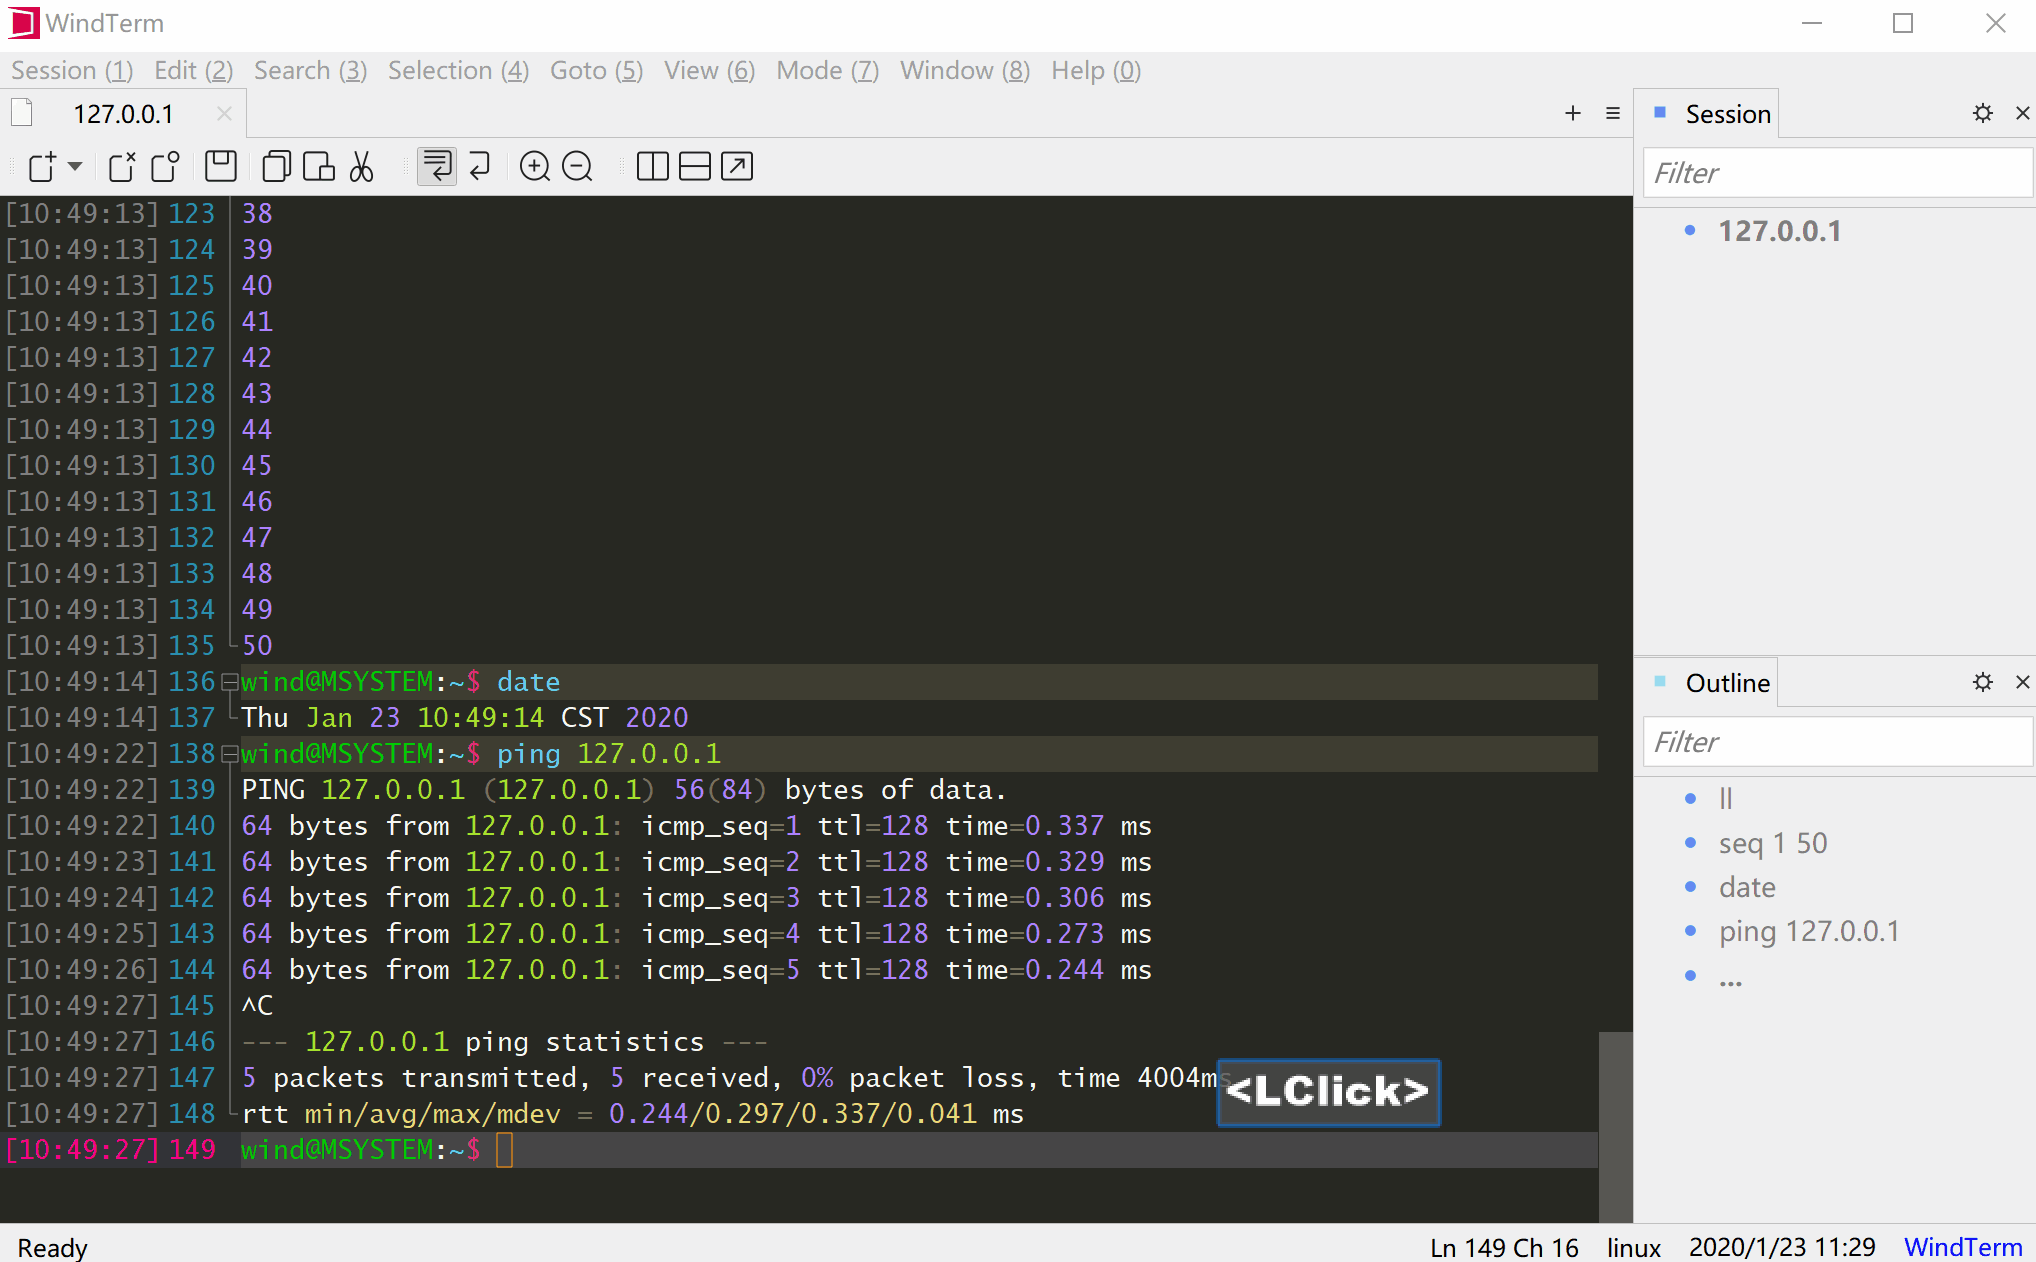 WindTerm
Session (1) Edit (2) Search (3) Selection (4) Goto (5) View (6) Mode (7) Window (8) Help (0)
127.0.0.1
[10:49:13] 123 38
[10:49:13] 124 39
[10:49:13] 125 40
[10:49:13] 126 41
[10:49:13] 127 42
[10:49:13] 128 43
[10:49:13] 129 44
[10:49:13] 130 45
[10:49:13] 131 46
[10:49:13] 132 47
[10:49:13] 133 48
[10:49:13] 134 49
[10:49:13] 135 50
[10:49:14] 136 wind@MSYSTEM:~$ date
[10:49:14] 137 Thu Jan 23 10:49:14 CST 2020
[10:49:22] 138 wind@MSYSTEM:~$ ping 127.0.0.1
[10:49:22] 139 PING 127.0.0.1 (127.0.0.1) 56(84) bytes of data.
[10:49:22] 140 64 bytes from 127.0.0.1: icmp_seq=1 ttl=128 time=0.337 ms
[10:49:23] 141 64 bytes from 127.0.0.1: icmp_seq=2 ttl=128 time=0.329 ms
[10:49:24] 142 64 bytes from 127.0.0.1: icmp_seq=3 ttl=128 time=0.306 ms
[10:49:25] 143 64 bytes from 127.0.0.1: icmp_seq=4 ttl=128 time=0.273 ms
[10:49:26] 144 64 bytes from 127.0.0.1: icmp_seq=5 ttl=128 time=0.244 ms
[10:49:27] 145 ^C
[10:49:27] 146 --- 127.0.0.1 ping statistics ---
[10:49:27] 147 5 packets transmitted, 5 received, 0% packet loss, time 4004ms
<LClick>
[10:49:27] 148 rtt min/avg/max/mdev = 0.244/0.297/0.337/0.041 ms
[10:49:27] 149 wind@MSYSTEM:~$
Session
Filter
127.0.0.1
Outline
Filter
ll
seq 1 50
date
ping 127.0.0.1
...
Ready
Ln 149 Ch 16 linux 2020/1/23 11:29 WindTerm